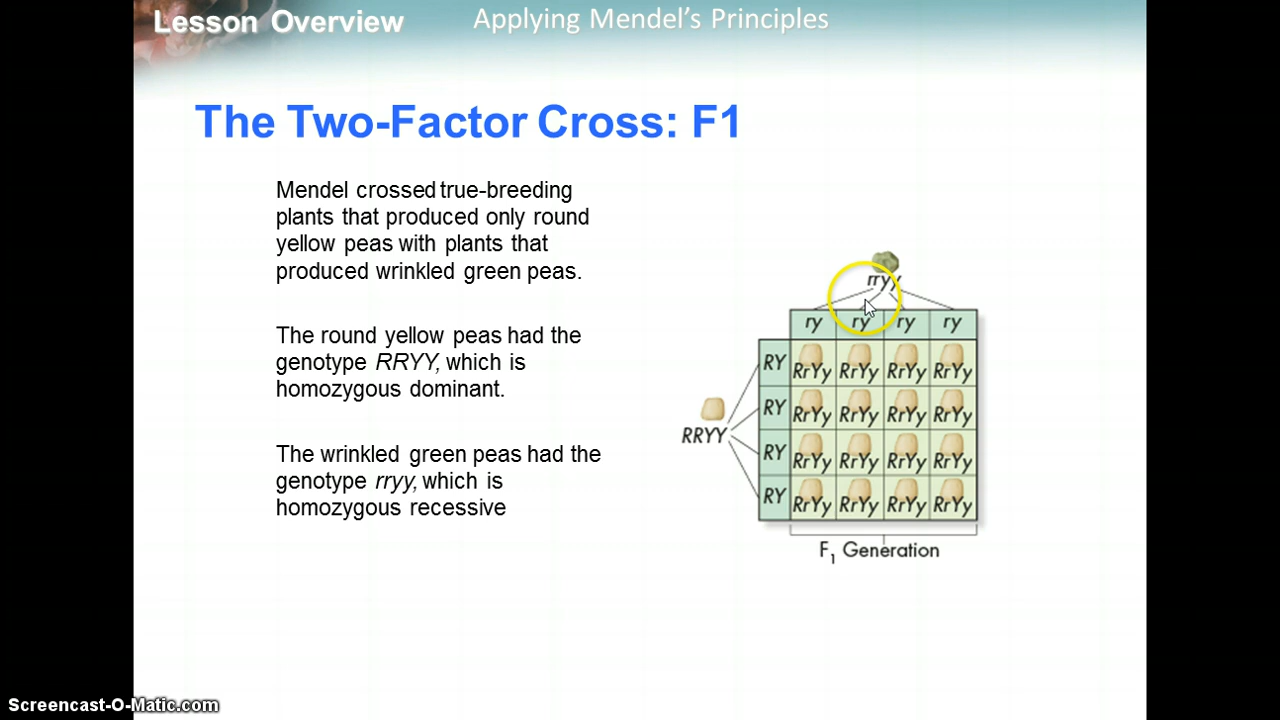 Lesson Overview
Applying Mendel's Principles
The Two-Factor Cross: F1
Mendel crossed true-breeding
plants that produced only round
yellow peas with plants that
produced wrinkled green peas.
The round yellow peas had the
genotype RRYY, which is
homozygous dominant.
The wrinkled green peas had the
genotype rryy, which is
homozygous recessive
rryy
ry ry ry ry
RY RrYy RrYy RrYy RrYy
RY RrYy RrYy RrYy RrYy
RRYY
RY RrYy RrYy RrYy RrYy
RY RrYy RrYy RrYy RrYy
F1 Generation
Screencast-O-Matic.com